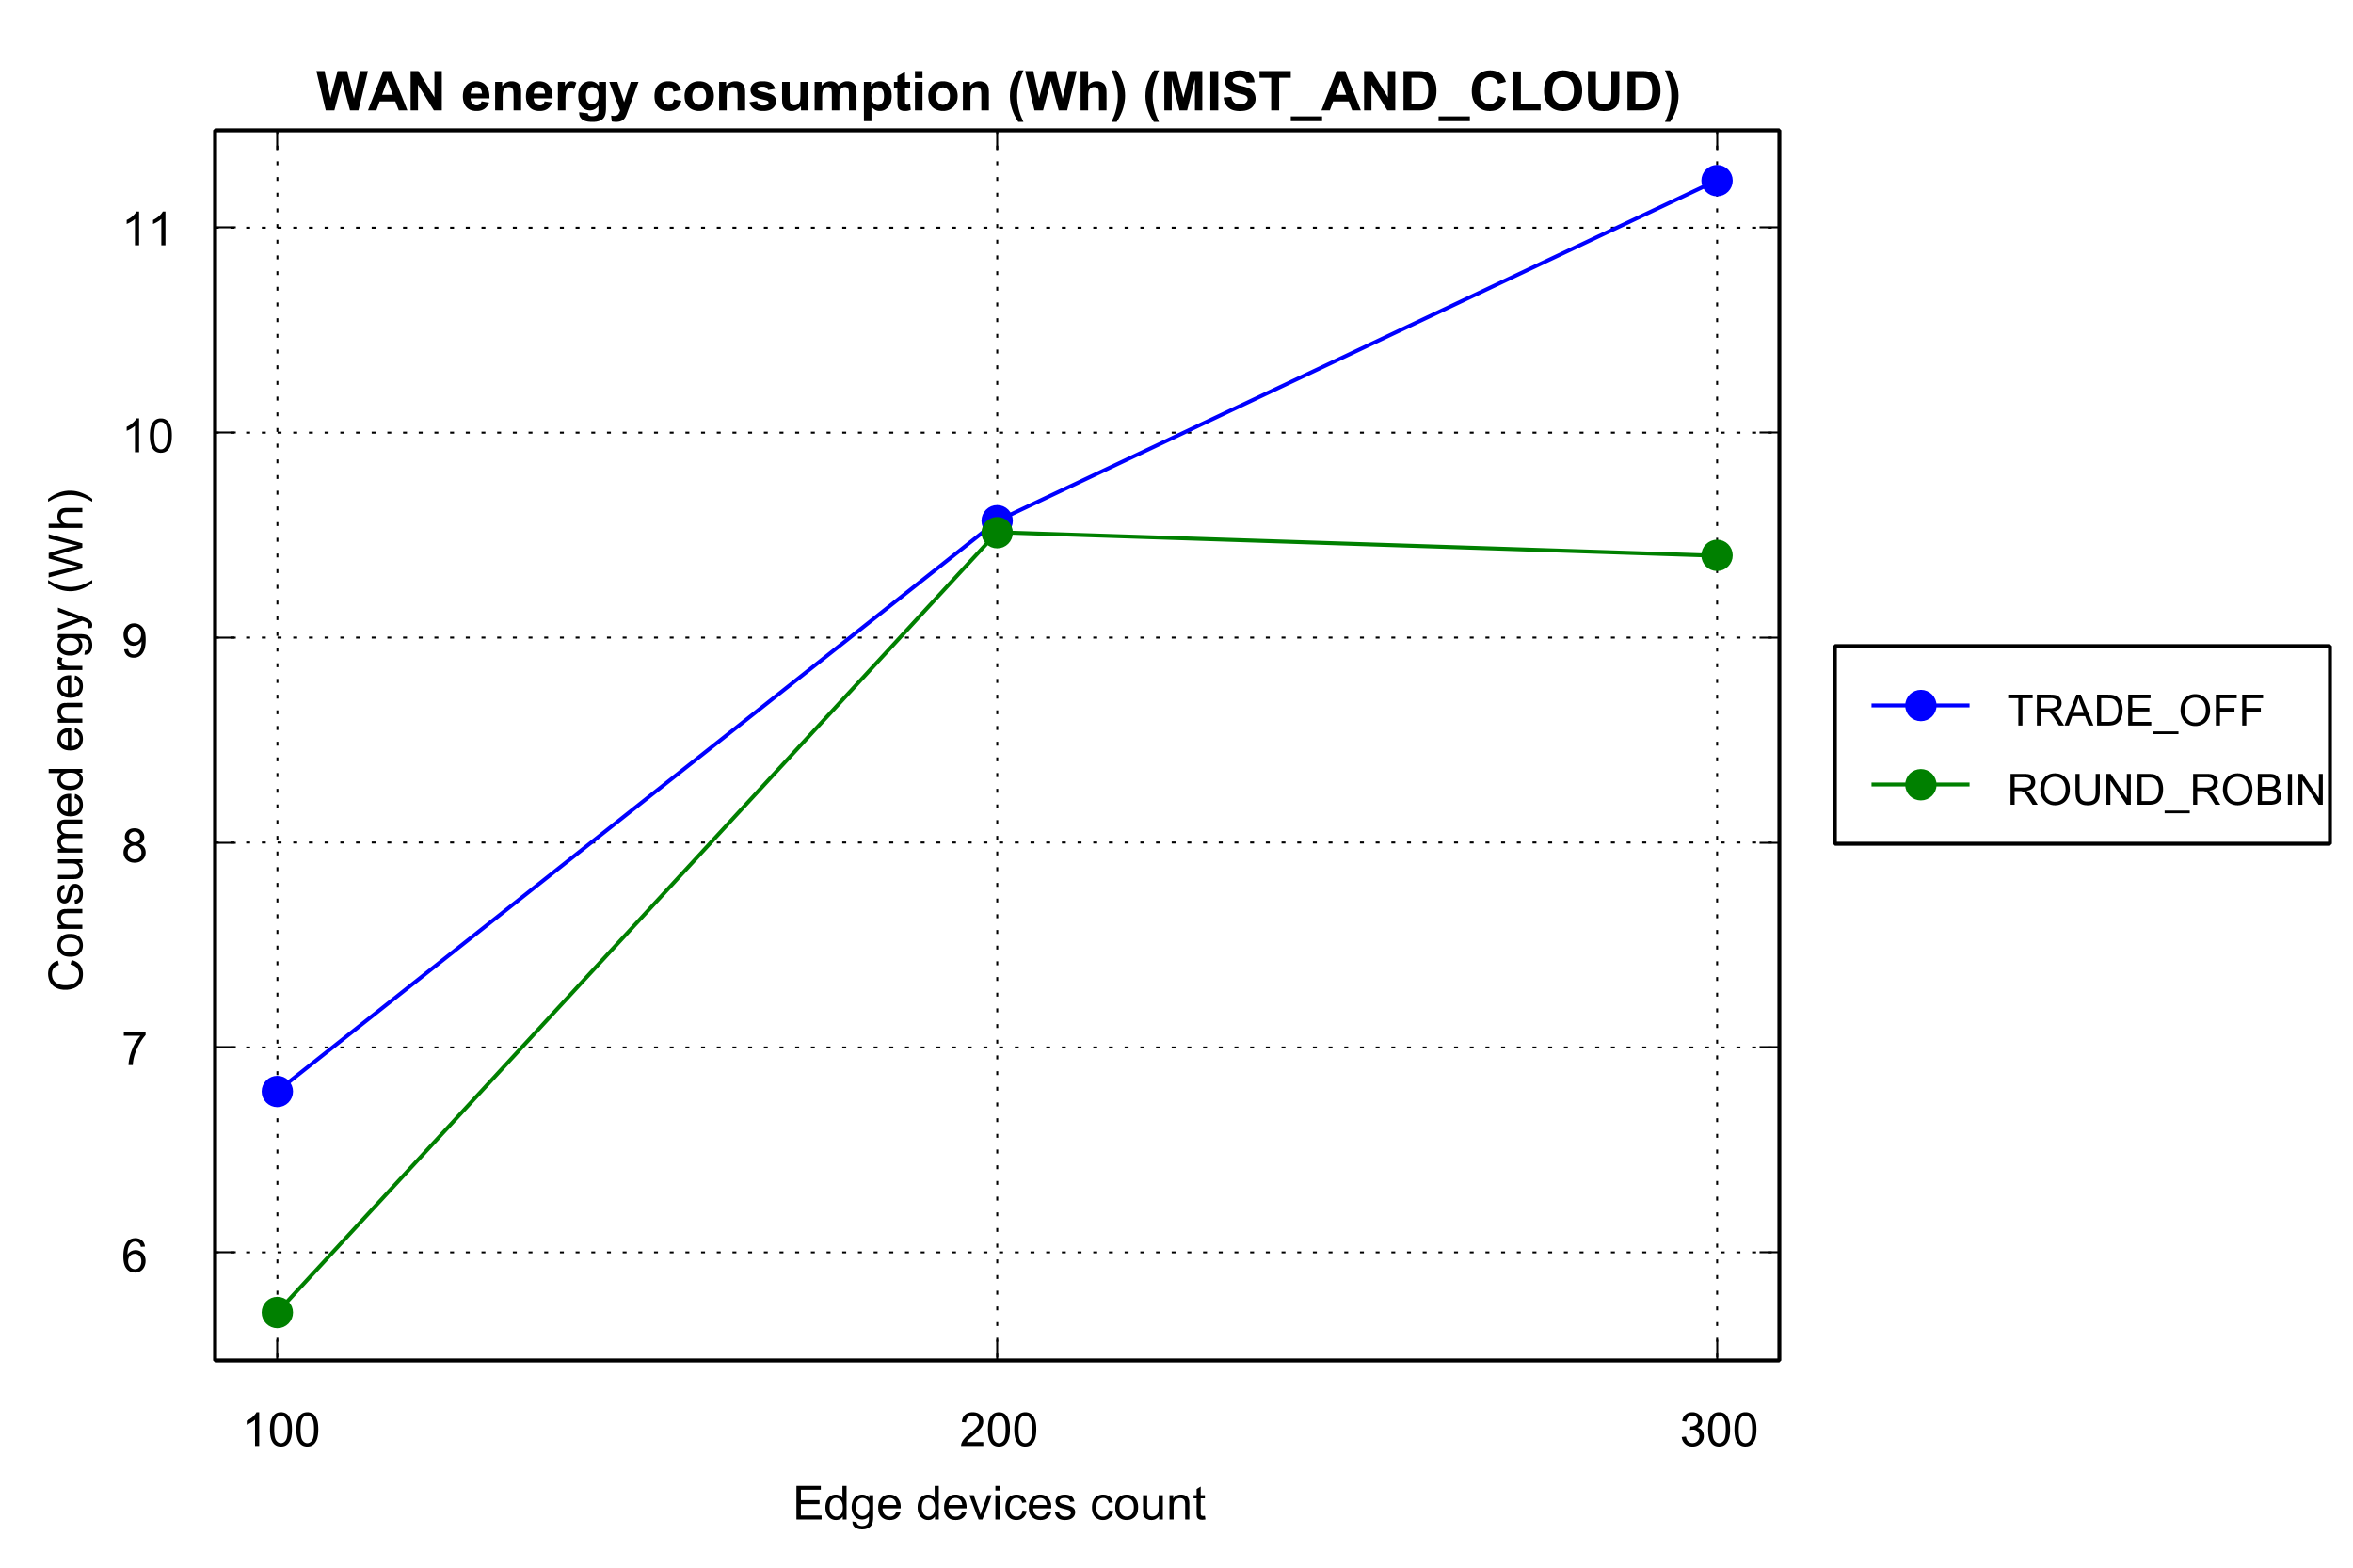 WAN energy consumption (Wh) (MIST_AND_CLOUD)
11
10
9
8
7
6
Consumed energy (Wh)
100 200 300
Edge devices count
TRADE_OFF
ROUND_ROBIN